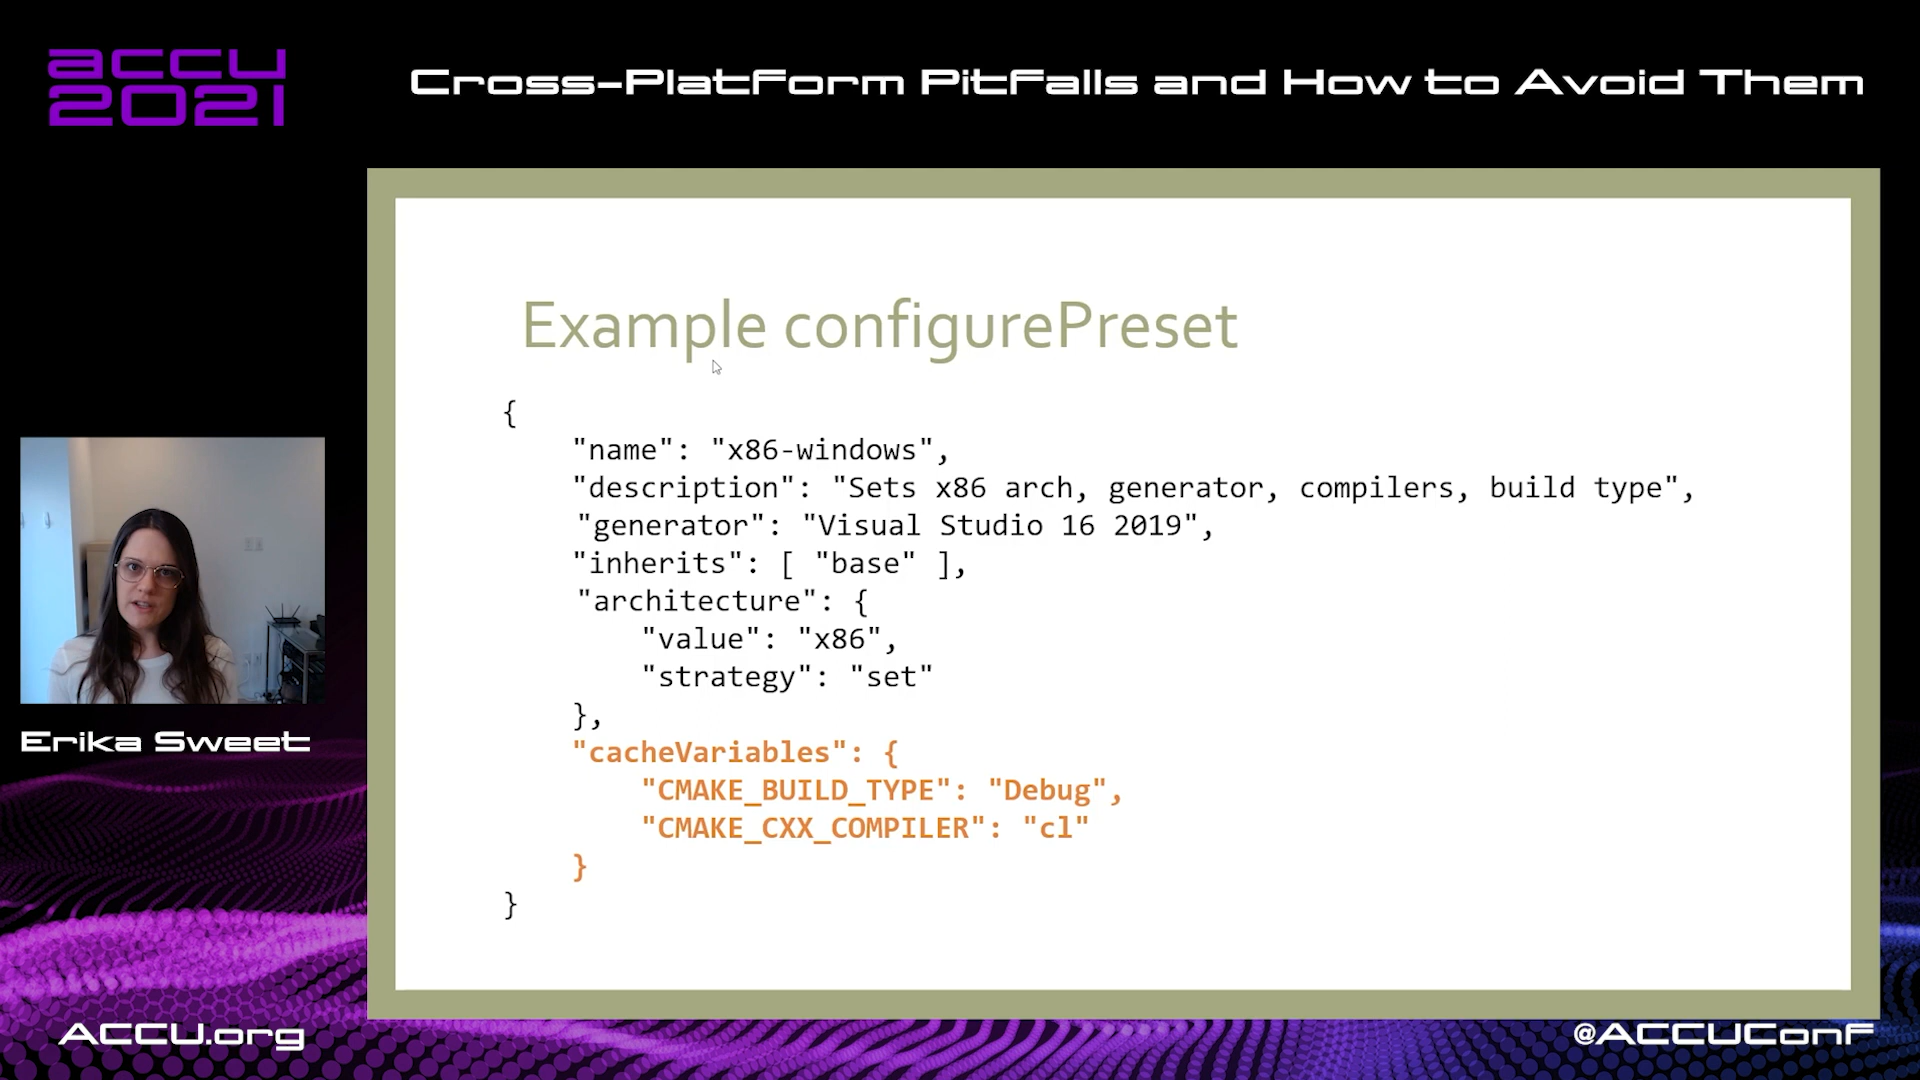 accu
2021
Cross-Platform Pitfalls and How to Avoid Them
Example configurePreset
{
"name": "x86-windows",
"description": "Sets x86 arch, generator, compilers, build type",
"generator": "Visual Studio 16 2019",
"inherits": [ "base" ],
"architecture": {
"value": "x86",
"strategy": "set"
},
"cacheVariables": {
"CMAKE_BUILD_TYPE": "Debug",
"CMAKE_CXX_COMPILER": "cl"
}
}
Erika Sweet
ACCU.org
@ACCUConf